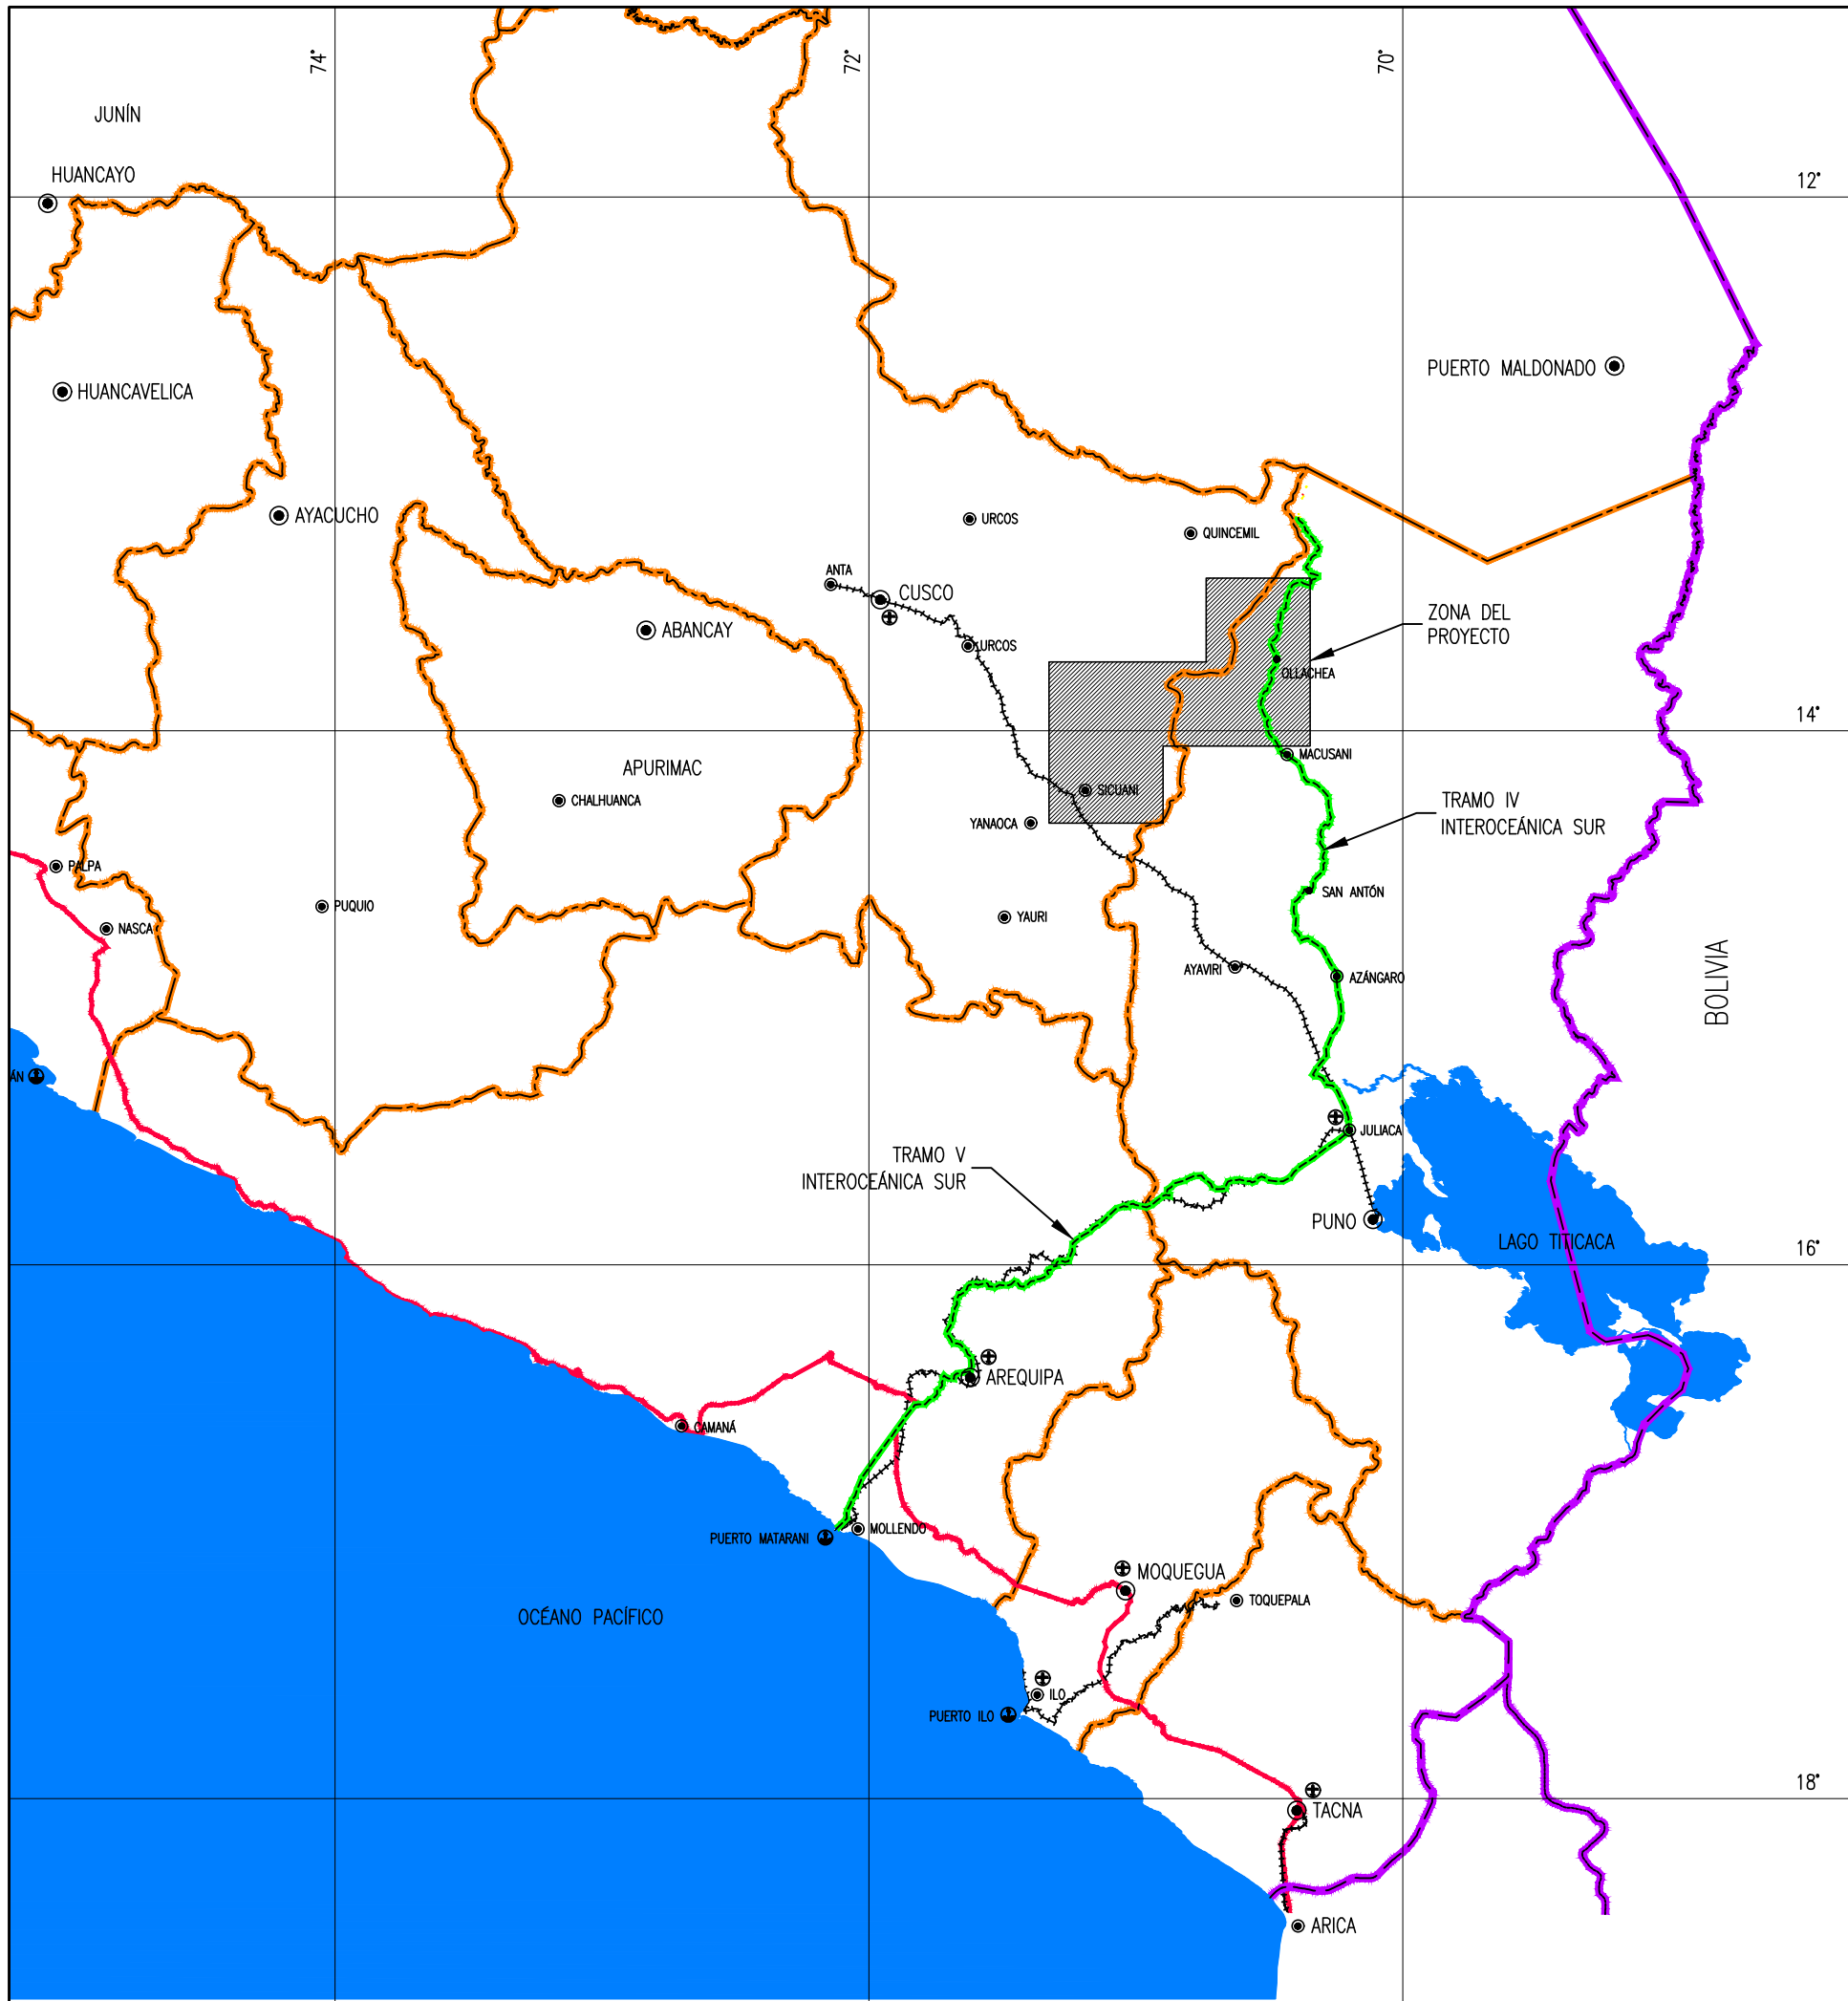 74°
72°
70°
JUNÍN
HUANCAYO
12°
PUERTO MALDONADO
HUANCAVELICA
AYACUCHO
URCOS
QUINCEMIL
ANTA
CUSCO
ZONA DEL
PROYECTO
ABANCAY
URCOS
OLLACHEA
14°
MACUSANI
APURIMAC
CHALHUANCA
SICUANI
TRAMO IV
INTEROCEÁNICA SUR
YANAOCA
PALPA
SAN ANTÓN
PUQUIO
YAURI
NASCA
BOLIVIA
AYAVIRI
AZÁNGARO
ÁN
JULIACA
TRAMO V
INTEROCEÁNICA SUR
PUNO
LAGO TITICACA
16°
AREQUIPA
CAMANÁ
MOLLENDO
PUERTO MATARANI
MOQUEGUA
TOQUEPALA
OCÉANO PACÍFICO
ILO
PUERTO ILO
18°
TACNA
ARICA